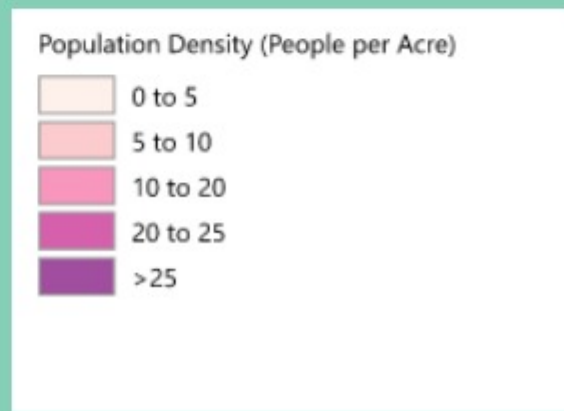 Population Density (People per Acre)
0 to 5
5 to 10
10 to 20
20 to 25
>25